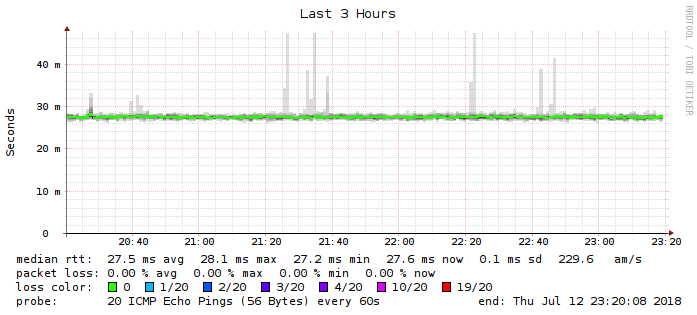 Last 3 Hours
RRDTOOL / TOBI OETIKER
Seconds
40 m
30 m
20 m
10 m
0
20:40 21:00 21:20 21:40 22:00 22:20 22:40 23:00 23:20
median rtt: 27.5 ms avg 28.1 ms max 27.2 ms min 27.6 ms now 0.1 ms sd 229.6 am/s
packet loss: 0.00 % avg 0.00 % max 0.00 % min 0.00 % now
loss color: 0 1/20 2/20 3/20 4/20 10/20 19/20
probe: 20 ICMP Echo Pings (56 Bytes) every 60s end: Thu Jul 12 23:20:08 2018